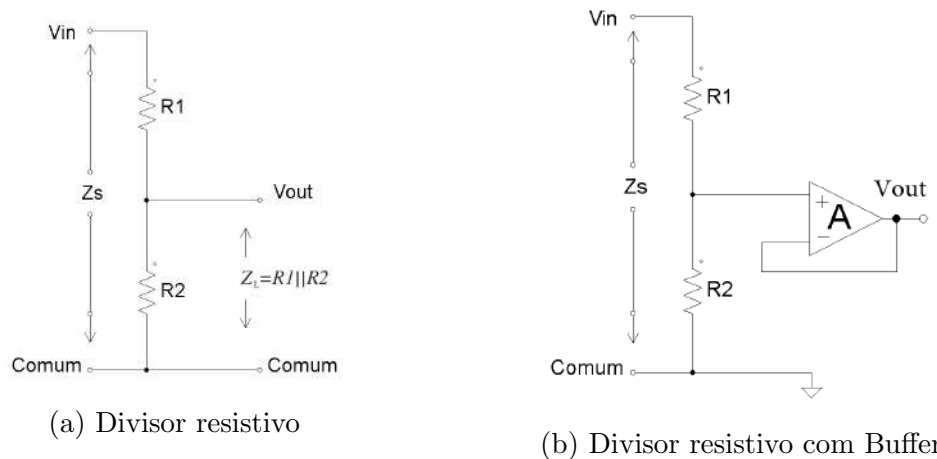 Vin
R1
Zs
Vout
R2
Z_L=R1||R2
Comum
Comum
(a) Divisor resistivo
Vin
R1
Zs
+
−
A
Vout
R2
Comum
(b) Divisor resistivo com Buffer